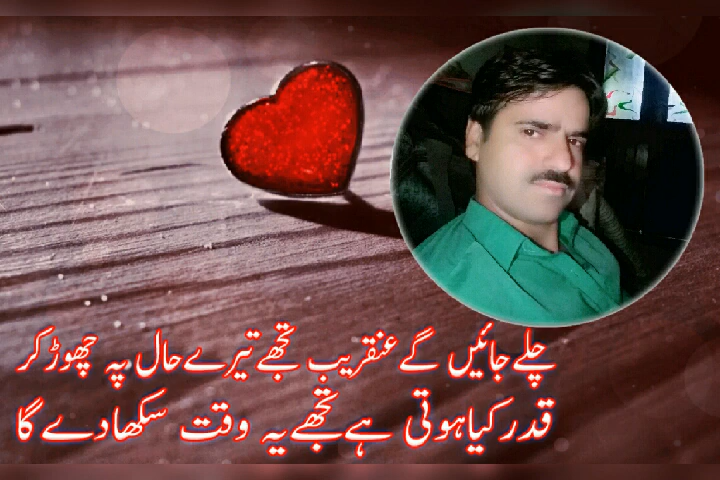 چلے جائیں گے عنقریب تجھے تیرے حال پہ چھوڑ کر
قدر کیا ہوتی ہے تجھے یہ وقت سکھا دے گا